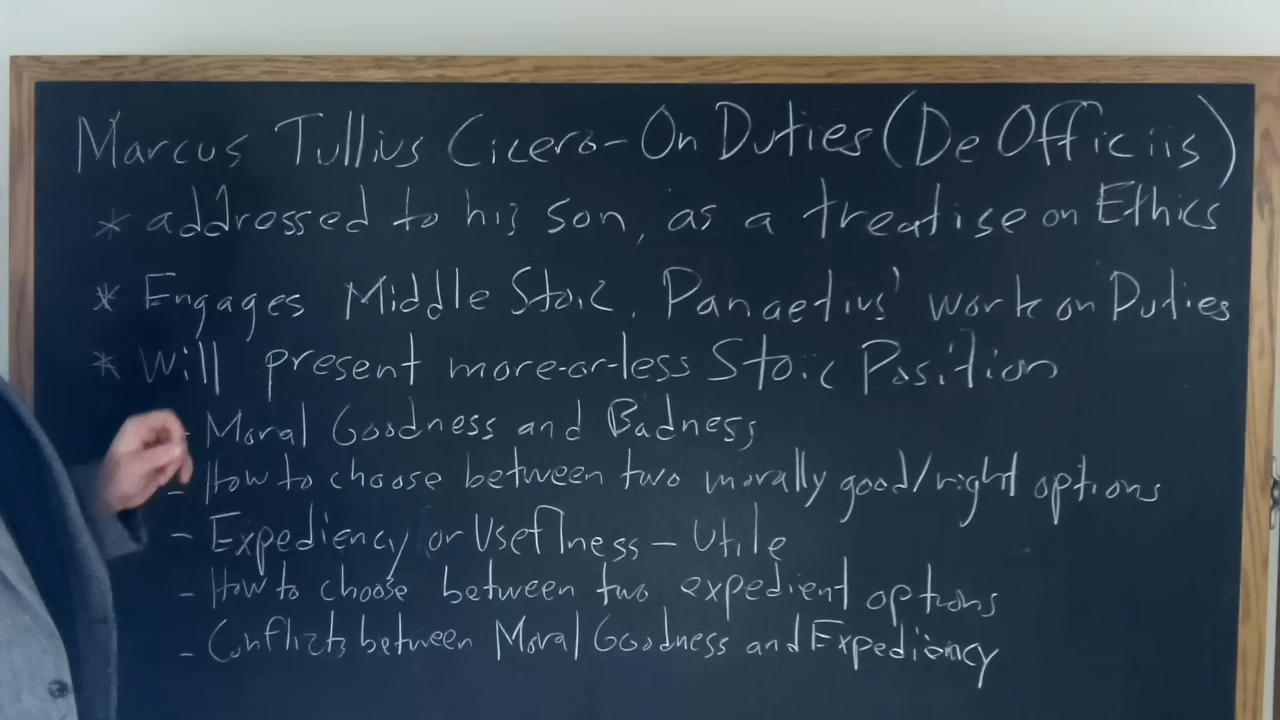 Marcus Tullius Cicero - On Duties (De Officiis)
* addressed to his son, as a treatise on Ethics
* Engages Middle Stoic, Panaetius' work on Duties
* Will present more-or-less Stoic Position
- Moral Goodness and Badness
- How to choose between two morally good/right options
- Expediency or Useflness - Utile
- How to choose between two expedient options
- Conflicts between Moral Goodness and Expediency